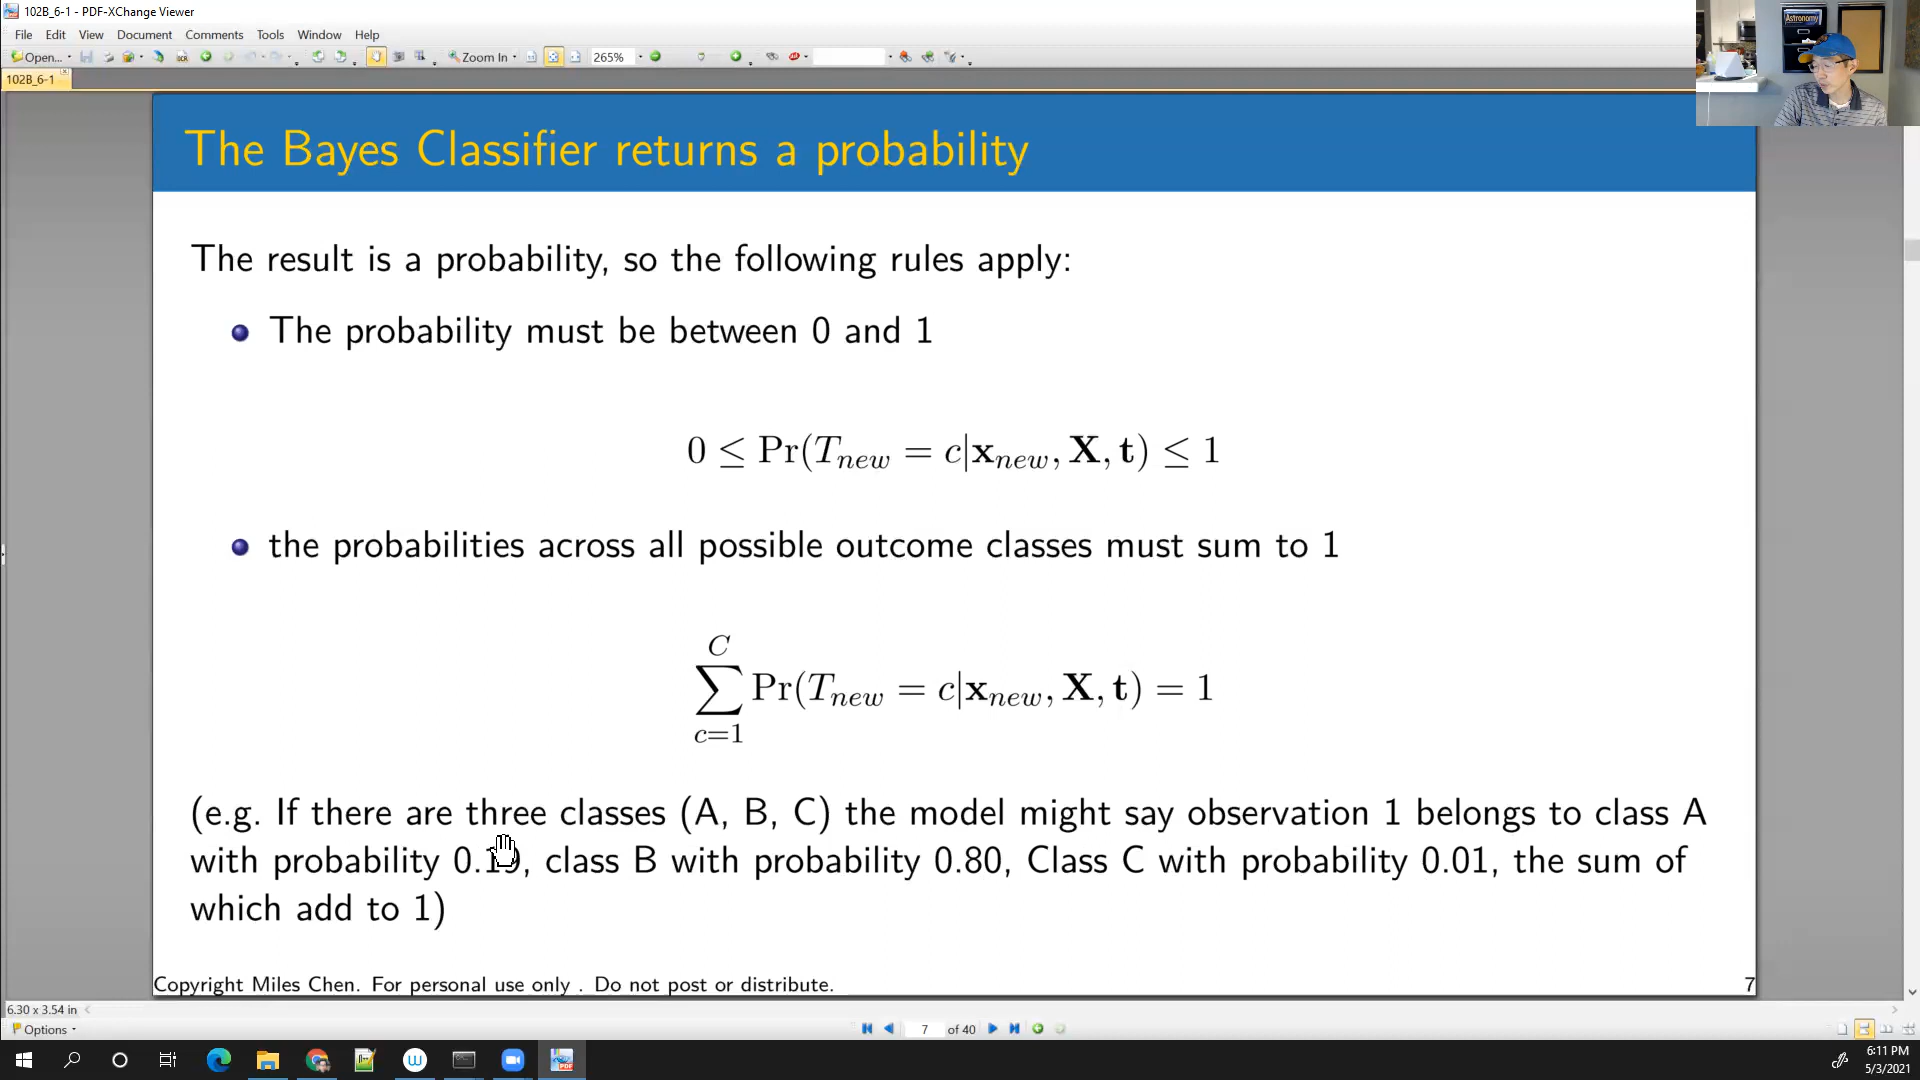 102B_6-1 - PDF-XChange Viewer
File Edit View Document Comments Tools Window Help
Open... Zoom In 265%
102B_6-1
Astronomy
The Bayes Classifier returns a probability
The result is a probability, so the following rules apply:
The probability must be between 0 and 1
0 ≤ Pr(T_new = c|x_new, X, t) ≤ 1
the probabilities across all possible outcome classes must sum to 1
C
∑ Pr(T_new = c|x_new, X, t) = 1
c=1
(e.g. If there are three classes (A, B, C) the model might say observation 1 belongs to class A
with probability 0.19, class B with probability 0.80, Class C with probability 0.01, the sum of
which add to 1)
Copyright Miles Chen. For personal use only . Do not post or distribute. 7
6.30 x 3.54 in
Options 7 of 40
6:11 PM
5/3/2021